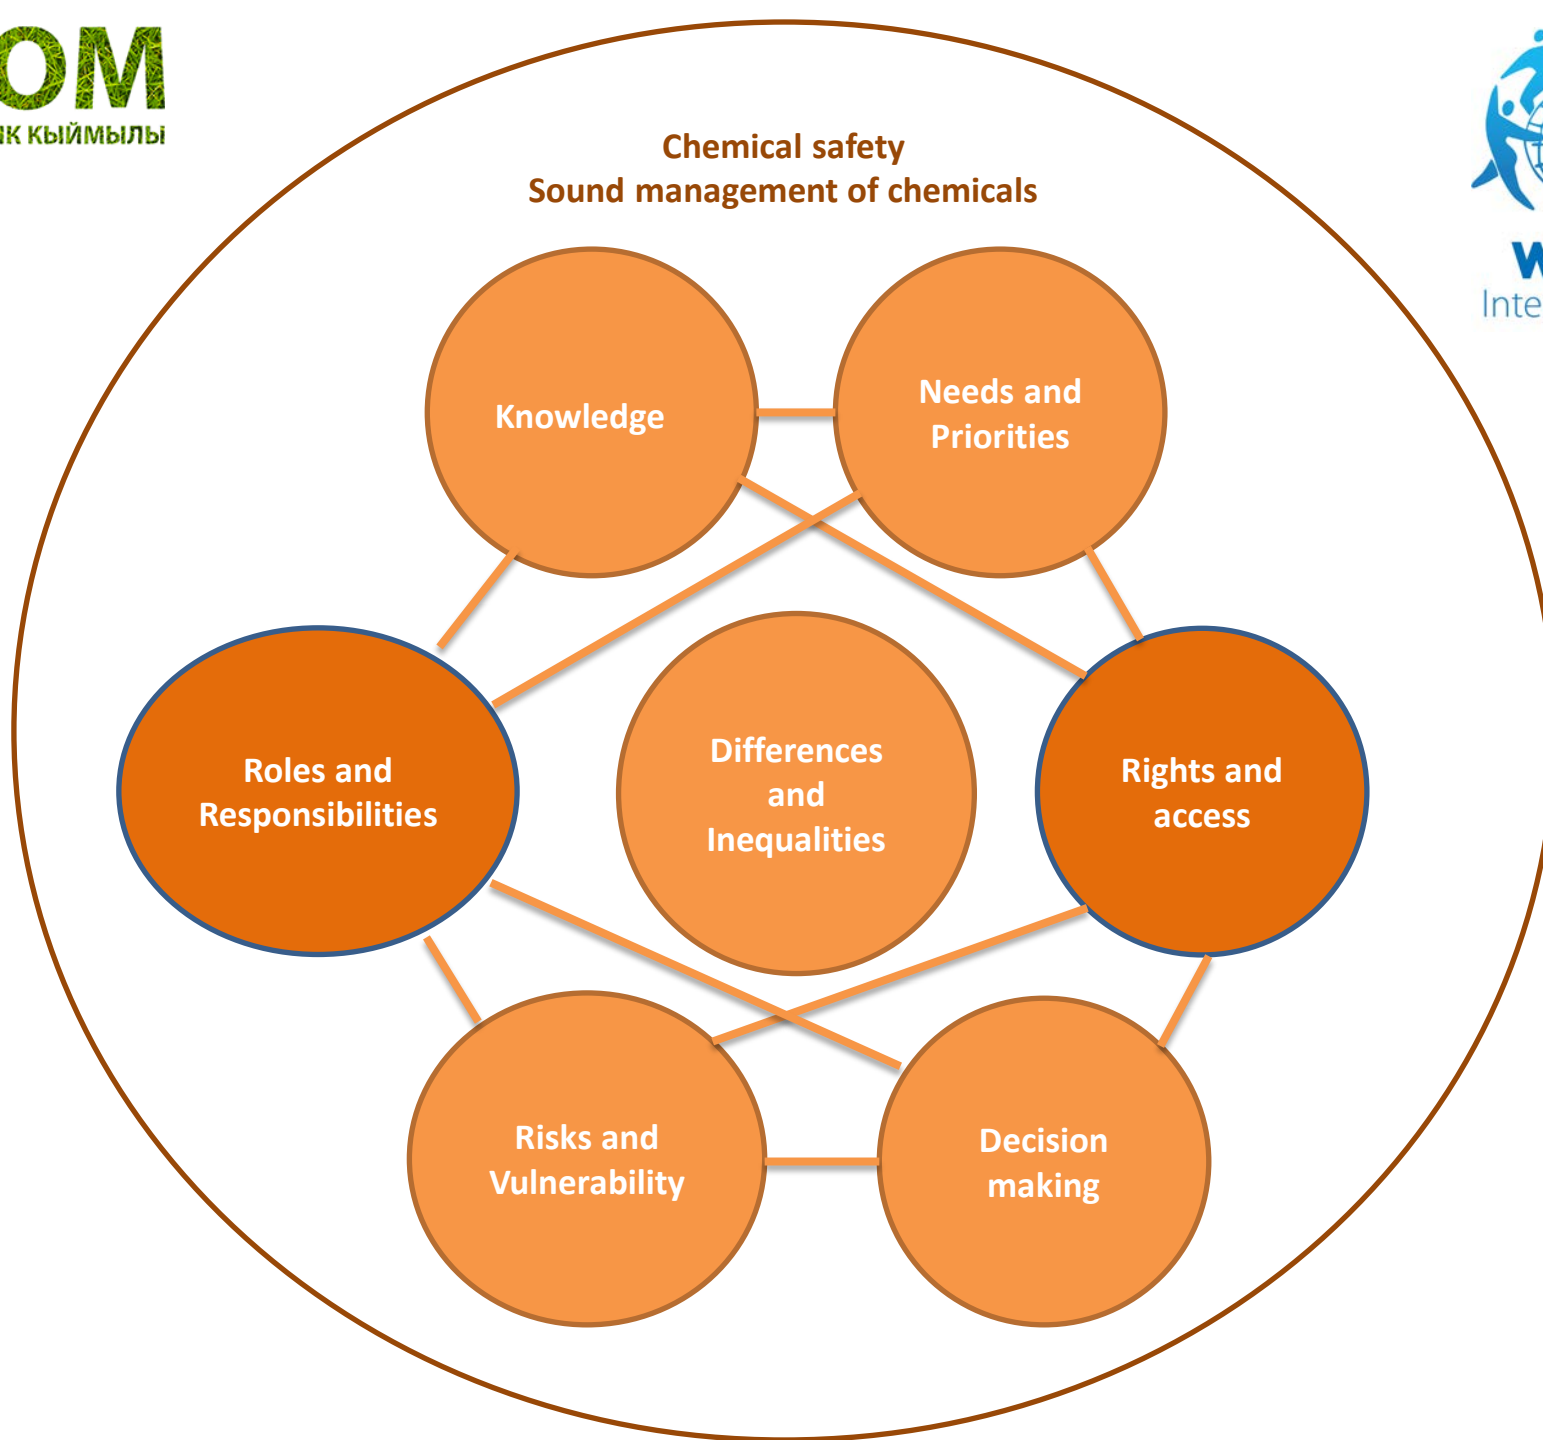 ОМ
ИК КЫЙМЫЛЫ
Chemical safety
Sound management of chemicals
Knowledge
Needs and
Priorities
Roles and
Responsibilities
Differences
and
Inequalities
Rights and
access
Risks and
Vulnerability
Decision
making
W
Inte